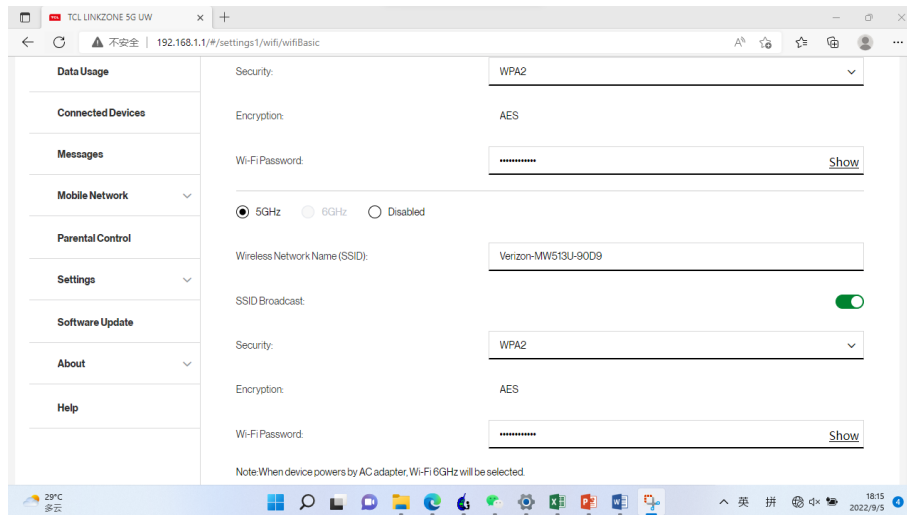 TCL LINKZONE 5G UW
不安全 192.168.1.1/#/settings1/wifi/wifiBasic
Data Usage
Security: WPA2
Connected Devices
Encryption: AES
Messages
Wi-Fi Password: •••••••••••• Show
Mobile Network
5GHz 6GHz Disabled
Parental Control
Wireless Network Name (SSID): Verizon-MW513U-90D9
Settings
SSID Broadcast:
Software Update
Security: WPA2
About
Encryption: AES
Help
Wi-Fi Password: •••••••••••• Show
Note:When device powers by AC adapter, Wi-Fi 6GHz will be selected.
29°C
多云
英 拼
18:15
2022/9/5
4